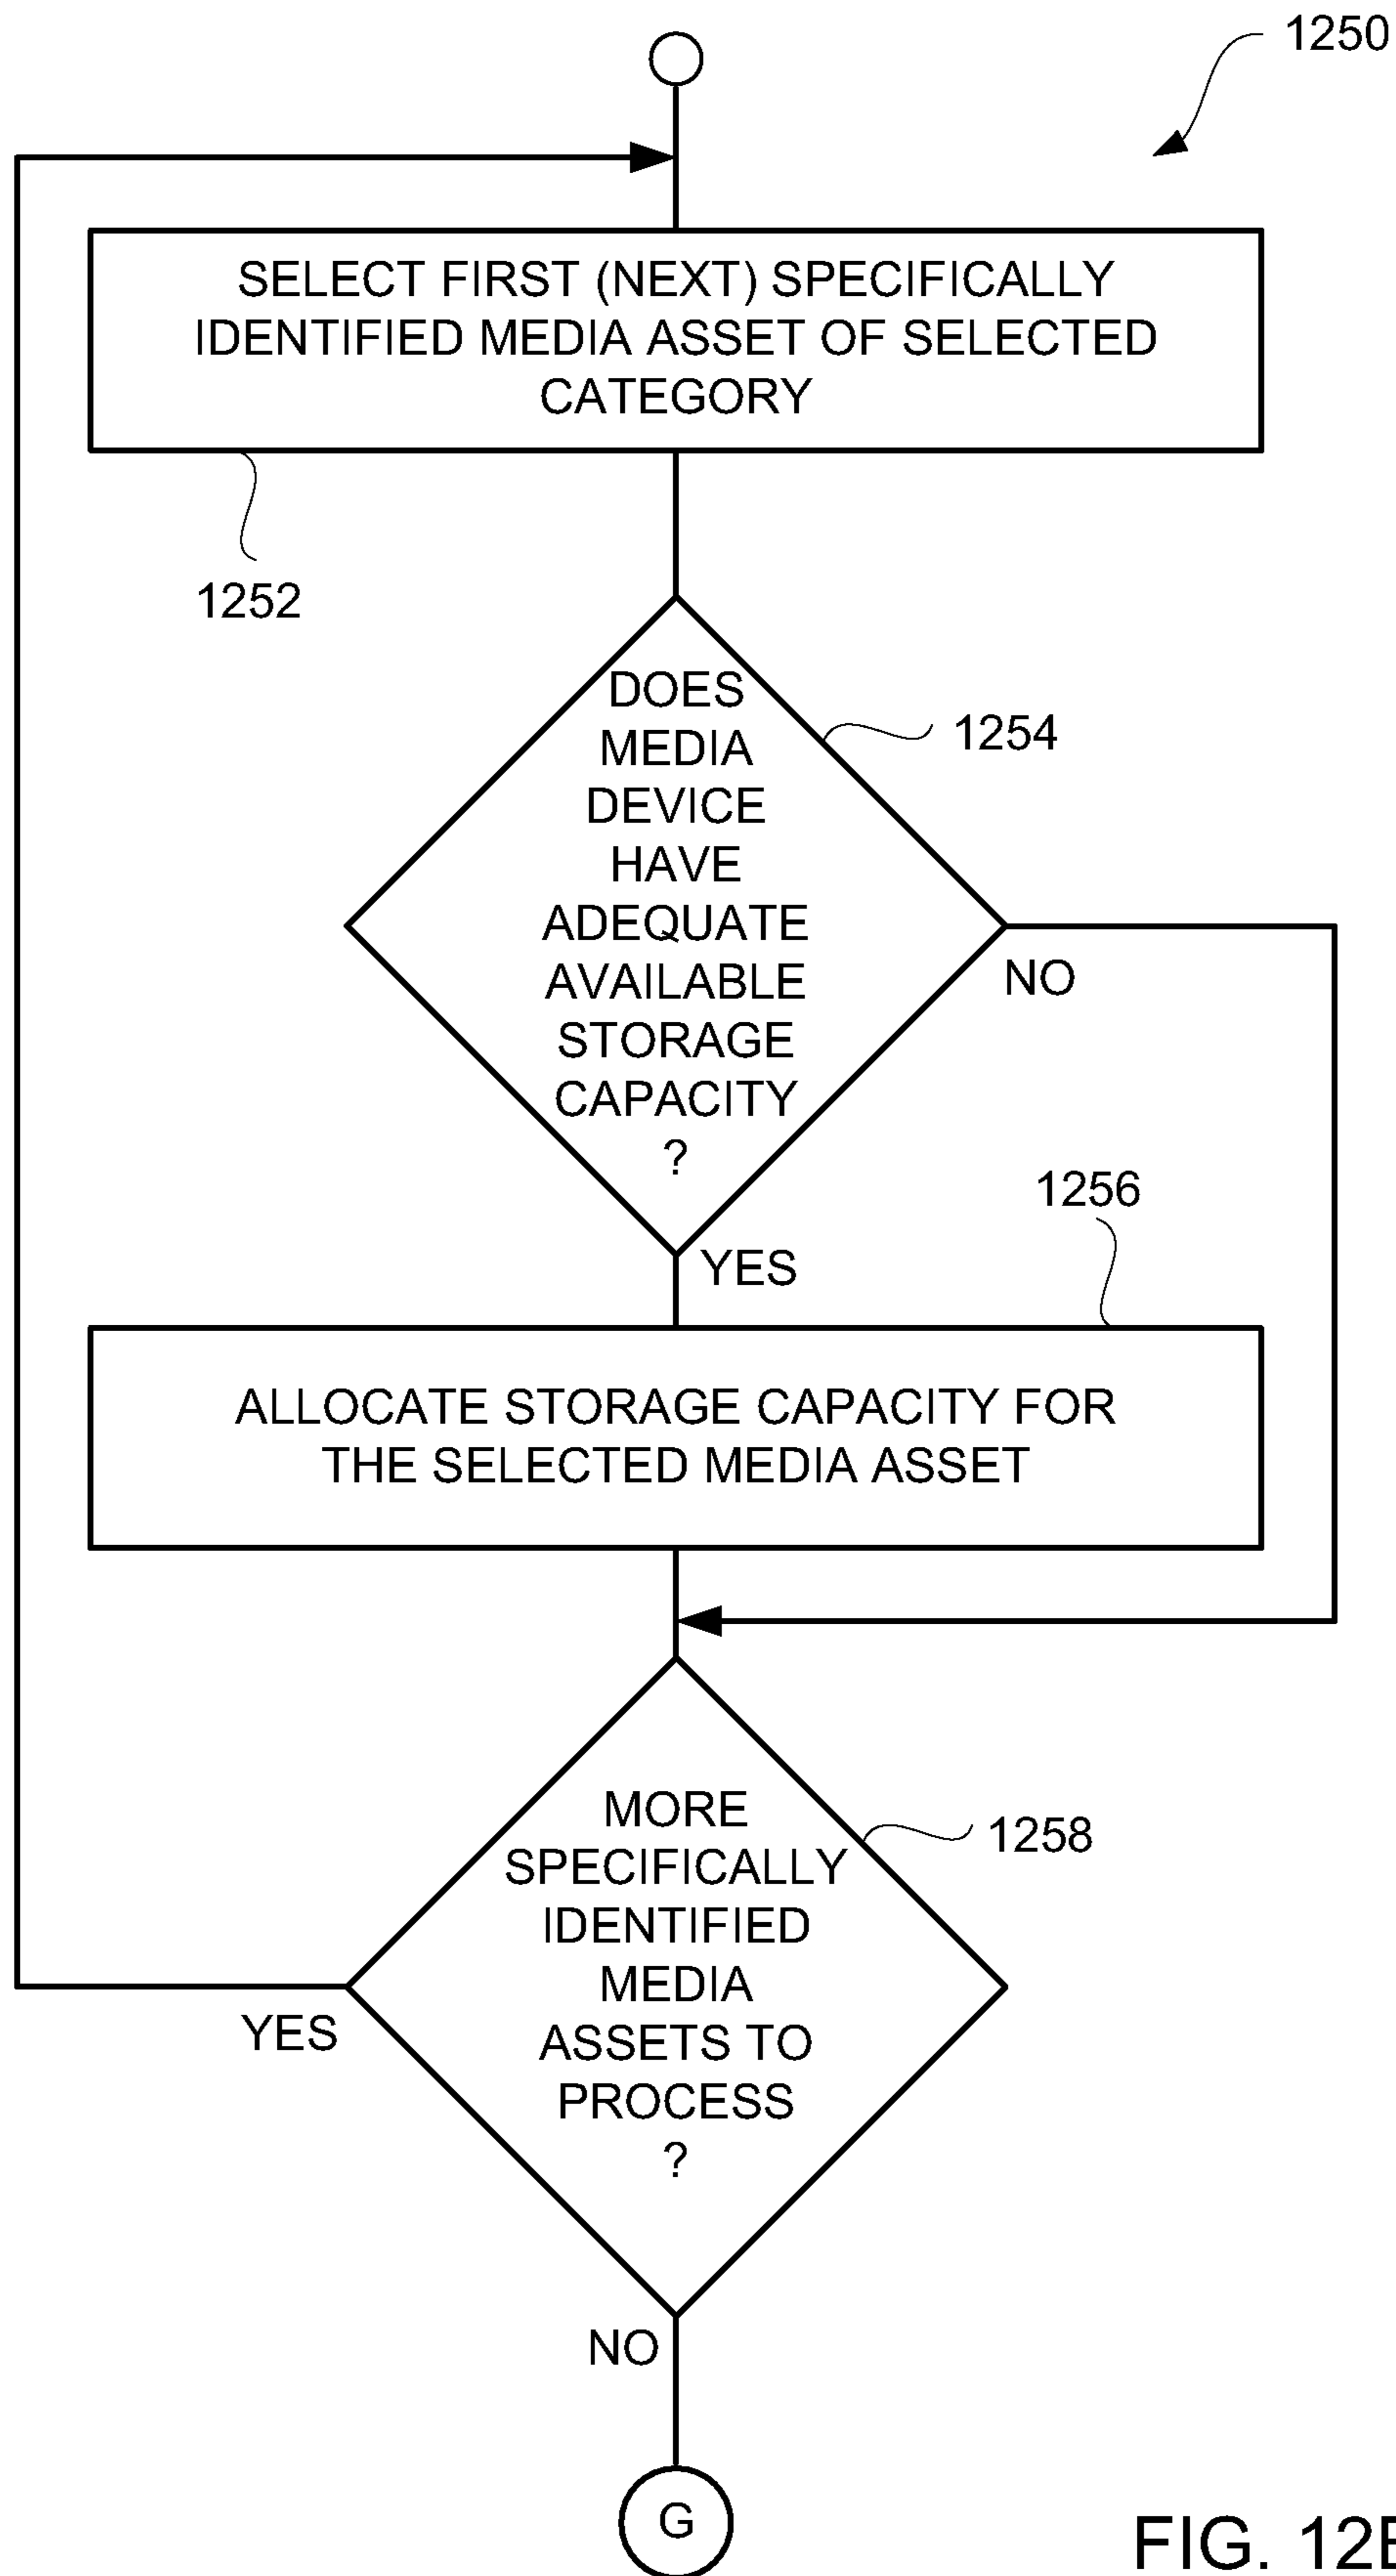 1250
SELECT FIRST (NEXT) SPECIFICALLY
IDENTIFIED MEDIA ASSET OF SELECTED
CATEGORY
1252
DOES
MEDIA
DEVICE
HAVE
ADEQUATE
AVAILABLE
STORAGE
CAPACITY
?
1254
NO
YES
1256
ALLOCATE STORAGE CAPACITY FOR
THE SELECTED MEDIA ASSET
MORE
SPECIFICALLY
IDENTIFIED
MEDIA
ASSETS TO
PROCESS
?
1258
YES
NO
G
FIG.